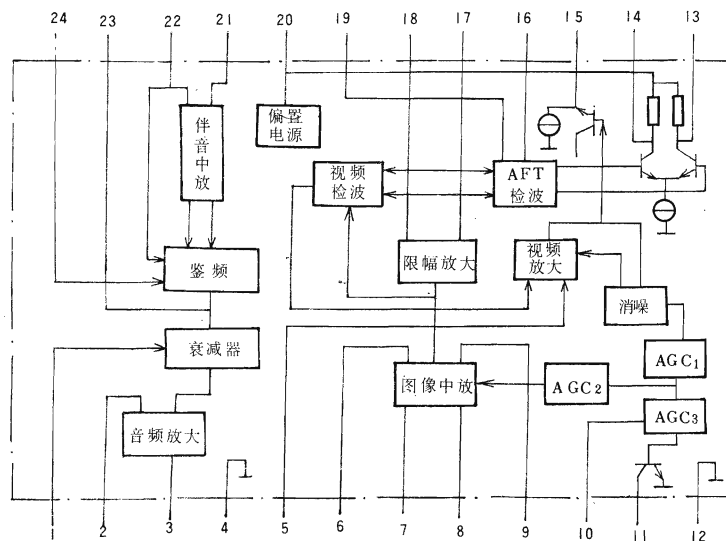 24 23 22 21 20 19 18 17 16 15 14 13
伴音
中放
偏置
电源
视频
检波
AFT
检波
鉴频
限幅放大
视频
放大
消噪
衰减器
图像中放
AGC2
AGC1
AGC3
音频放大
1 2 3 4 5 6 7 8 9 10 11 12